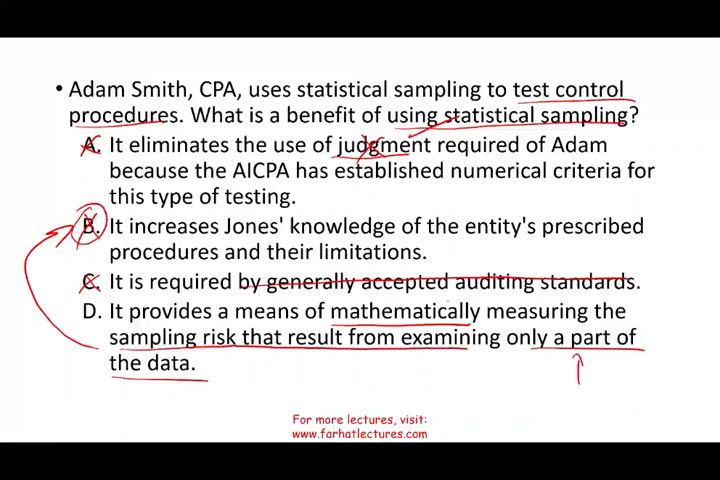 • Adam Smith, CPA, uses statistical sampling to test control
procedures. What is a benefit of using statistical sampling?
A. It eliminates the use of judgment required of Adam
because the AICPA has established numerical criteria for
this type of testing.
B. It increases Jones' knowledge of the entity's prescribed
procedures and their limitations.
C. It is required by generally accepted auditing standards.
D. It provides a means of mathematically measuring the
sampling risk that result from examining only a part of
the data.
For more lectures, visit:
www.farhatlectures.com